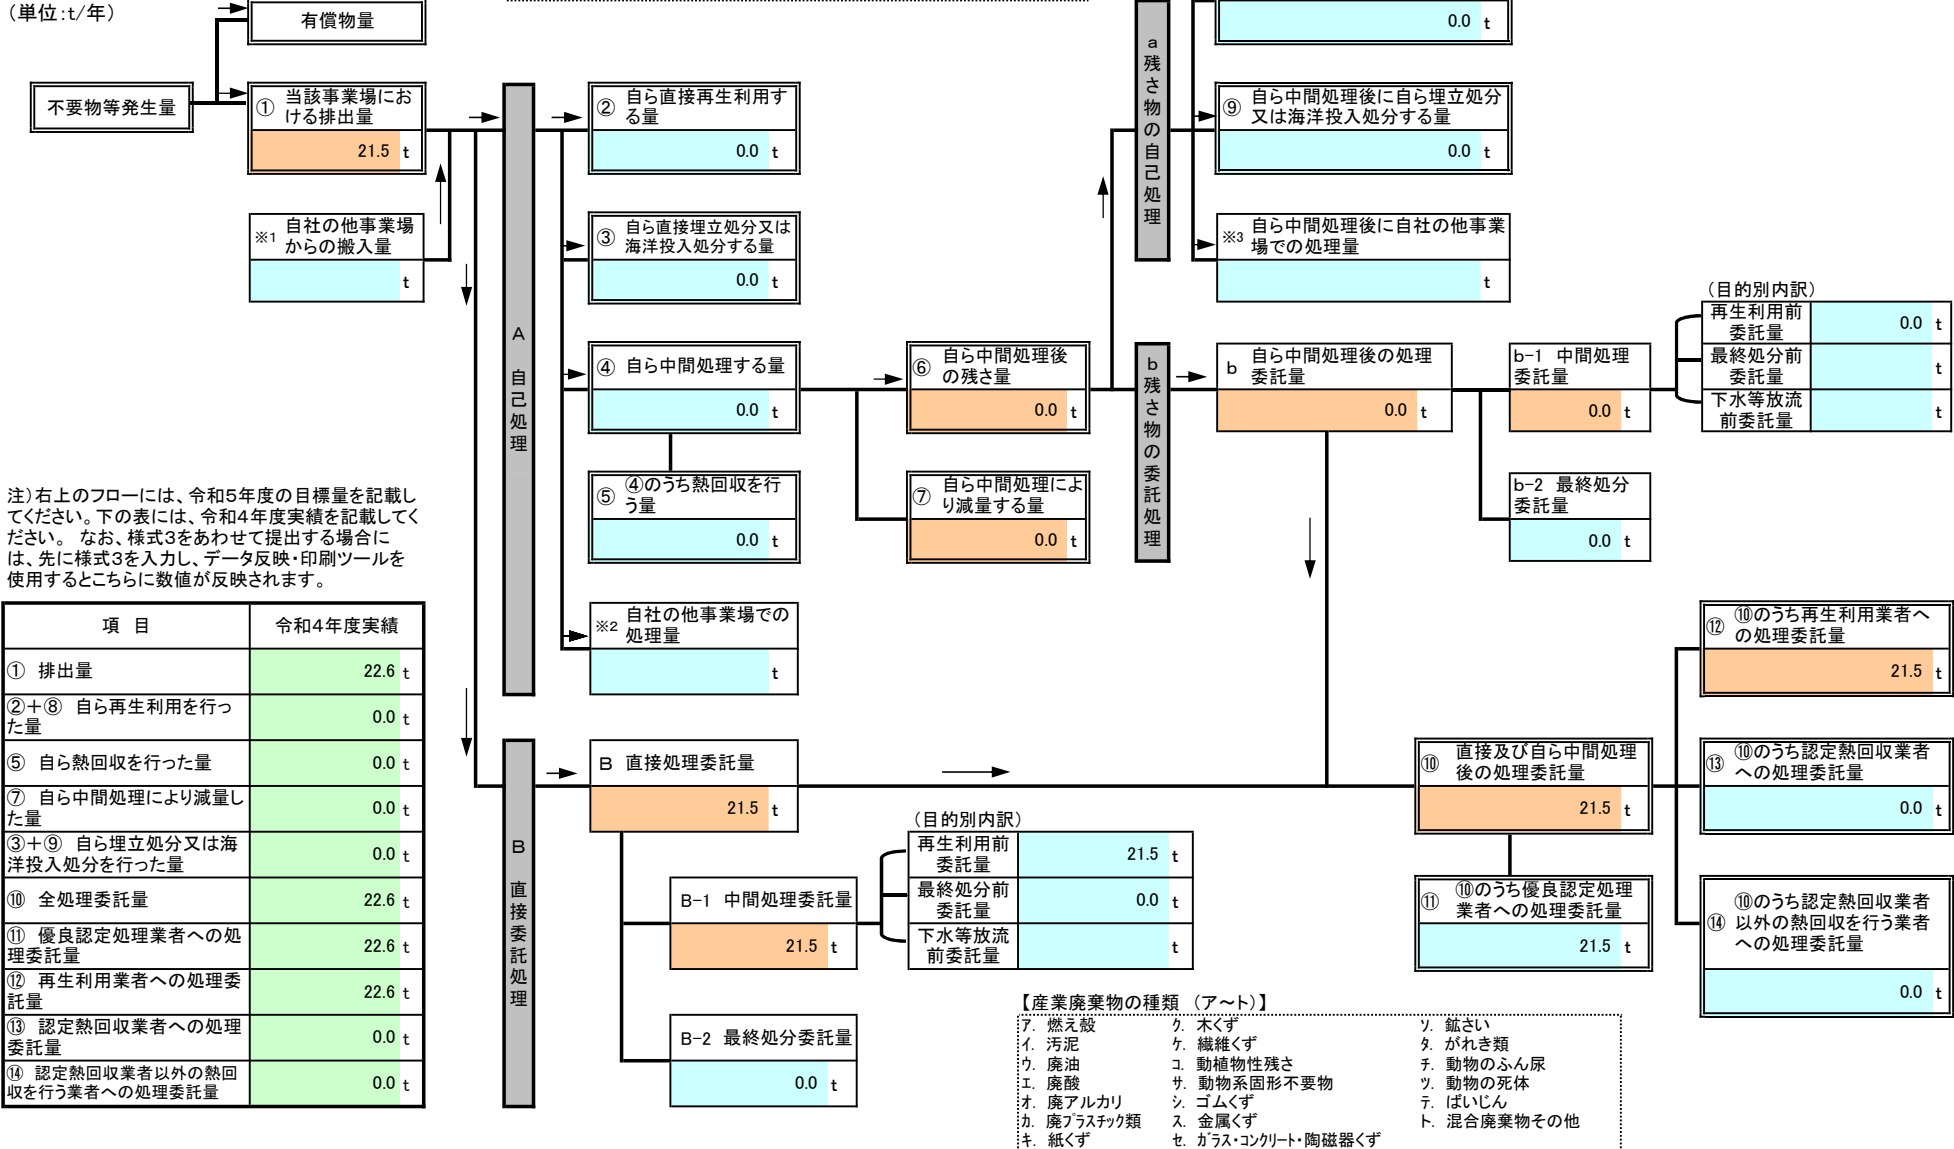 （単位：t/年）
有償物量
不要物等発生量
① 当該事業場にお
ける排出量
21.5 t
※1 自社の他事業場
からの搬入量
t
A 自己処理
② 自ら直接再生利用す
る量
0.0 t
③ 自ら直接埋立処分又は
海洋投入処分する量
0.0 t
④ 自ら中間処理する量
0.0 t
⑤ ④のうち熱回収を行
う量
0.0 t
※2 自社の他事業場での
処理量
t
⑥ 自ら中間処理後
の残さ量
0.0 t
⑦ 自ら中間処理によ
り減量する量
0.0 t
a 残さ物の自己処理
0.0 t
⑨ 自ら中間処理後に自ら埋立処分
又は海洋投入処分する量
0.0 t
※3 自ら中間処理後に自社の他事業
場での処理量
t
b 残さ物の委託処理
b 自ら中間処理後の処理
委託量
0.0 t
b-1 中間処理
委託量
0.0 t
b-2 最終処分
委託量
0.0 t
（目的別内訳）
再生利用前
委託量
0.0 t
最終処分前
委託量
t
下水等放流
前委託量
t
注）右上のフローには、令和５年度の目標量を記載し
てください。下の表には、令和４年度実績を記載してく
ださい。 なお、様式３をあわせて提出する場合に
は、先に様式３を入力し、データ反映・印刷ツールを
使用するとこちらに数値が反映されます。
項 目 令和４年度実績
① 排出量 22.6 t
②＋⑧ 自ら再生利用を行っ
た量 0.0 t
⑤ 自ら熱回収を行った量 0.0 t
⑦ 自ら中間処理により減量し
た量 0.0 t
③＋⑨ 自ら埋立処分又は海
洋投入処分を行った量 0.0 t
⑩ 全処理委託量 22.6 t
⑪ 優良認定処理業者への処
理委託量 22.6 t
⑫ 再生利用業者への処理委
託量 22.6 t
⑬ 認定熱回収業者への処理
委託量 0.0 t
⑭ 認定熱回収業者以外の熱回
収を行う業者への処理委託量 0.0 t
B 直接委託処理
B 直接処理委託量
21.5 t
B-1 中間処理委託量
21.5 t
B-2 最終処分委託量
0.0 t
（目的別内訳）
再生利用前
委託量
21.5 t
最終処分前
委託量
0.0 t
下水等放流
前委託量
t
⑩ 直接及び自ら中間処理
後の処理委託量
21.5 t
⑪ ⑩のうち優良認定処理
業者への処理委託量
21.5 t
⑫ ⑩のうち再生利用業者へ
の処理委託量
21.5 t
⑬ ⑩のうち認定熱回収業者
への処理委託量
0.0 t
⑭ ⑩のうち認定熱回収業者
以外の熱回収を行う業者
への処理委託量
0.0 t
【産業廃棄物の種類 （ア～ト）】
ア. 燃え殻 ク. 木くず ソ. 鉱さい
イ. 汚泥 ケ. 繊維くず タ. がれき類
ウ. 廃油 コ. 動植物性残さ チ. 動物のふん尿
エ. 廃酸 サ. 動物系固形不要物 ツ. 動物の死体
オ. 廃アルカリ シ. ゴムくず テ. ばいじん
カ. 廃プラスチック類 ス. 金属くず ト. 混合廃棄物その他
キ. 紙くず セ. ガラス・コンクリート・陶磁器くず